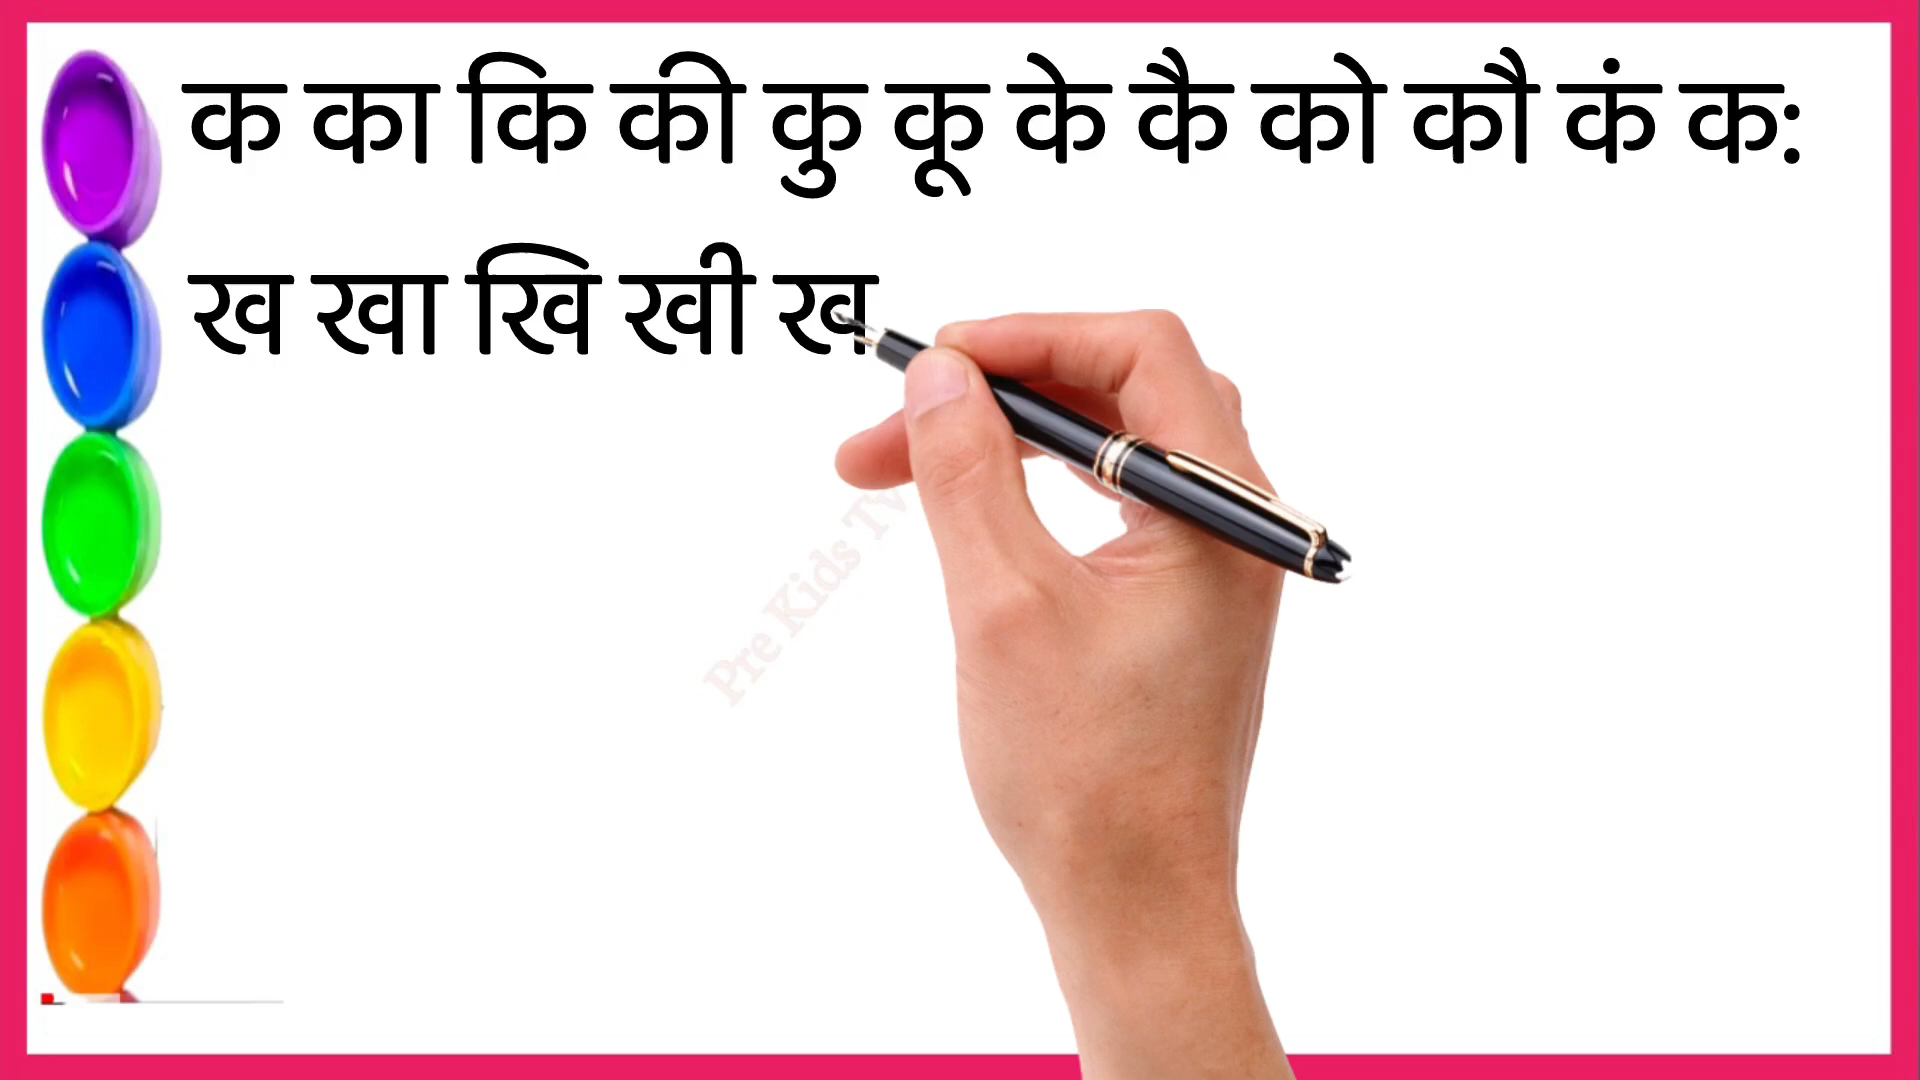 क का कि की कु कू के कै को कौ कं क:
ख खा खि खी ख
Pre Kids Tv